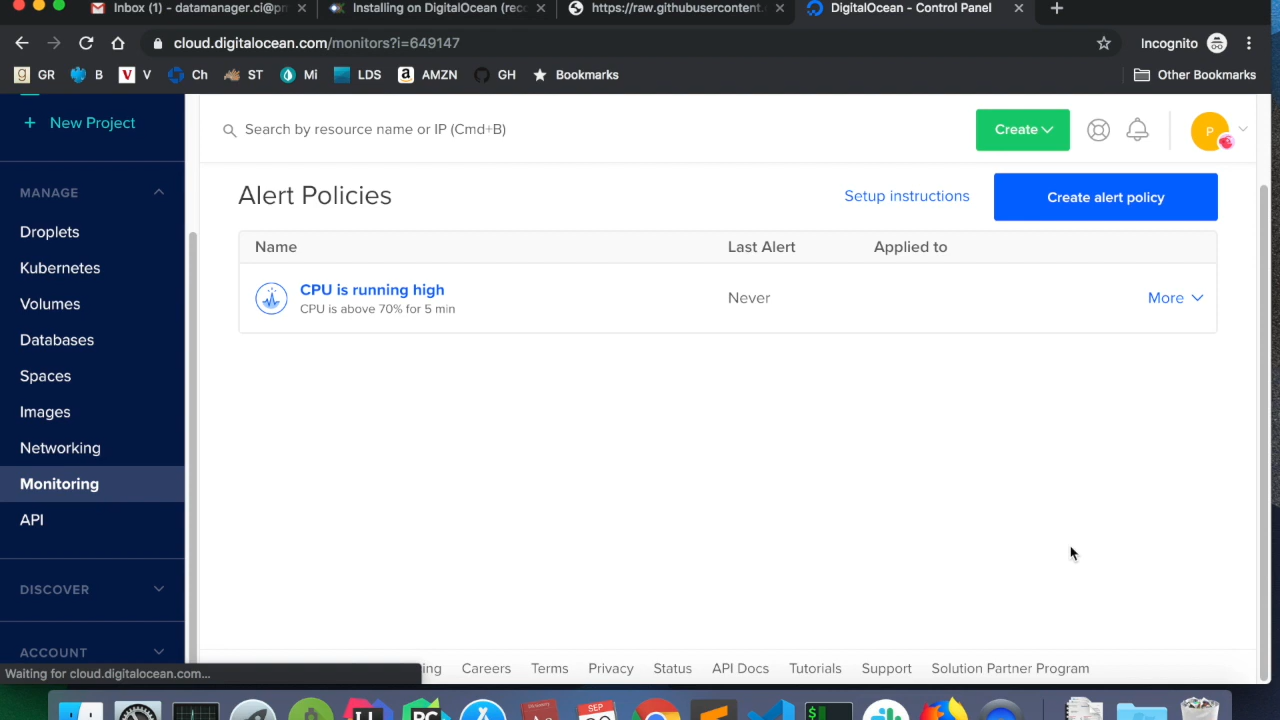 Inbox (1) - datamanager.ci@pm
Installing on DigitalOcean (reco
https://raw.githubusercontent.c
DigitalOcean - Control Panel
cloud.digitalocean.com/monitors?i=649147
Incognito
GR B V Ch ST Mi LDS AMZN GH Bookmarks Other Bookmarks
+ New Project
Search by resource name or IP (Cmd+B)
Create
P
MANAGE
Droplets
Kubernetes
Volumes
Databases
Spaces
Images
Networking
Monitoring
API
DISCOVER
ACCOUNT
Alert Policies
Setup instructions
Create alert policy
Name Last Alert Applied to
CPU is running high
CPU is above 70% for 5 min
Never
More
Waiting for cloud.digitalocean.com...
Careers Terms Privacy Status API Docs Tutorials Support Solution Partner Program
SEP
PC